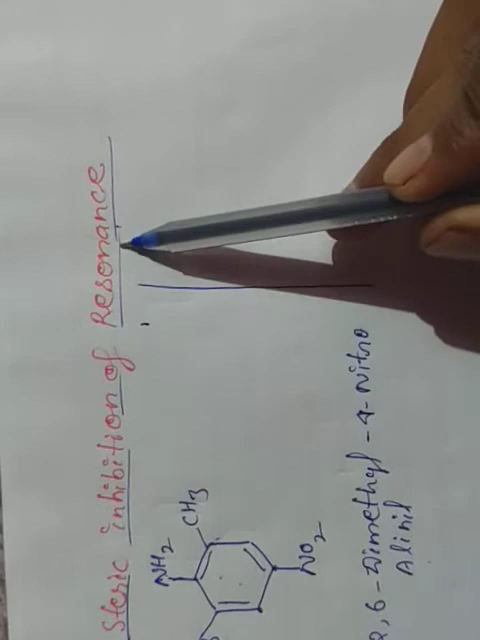 Steric inhibition of Resonance
NH2
CH3
NO2
2,6-Dimethyl-4-Nitro
Alinil